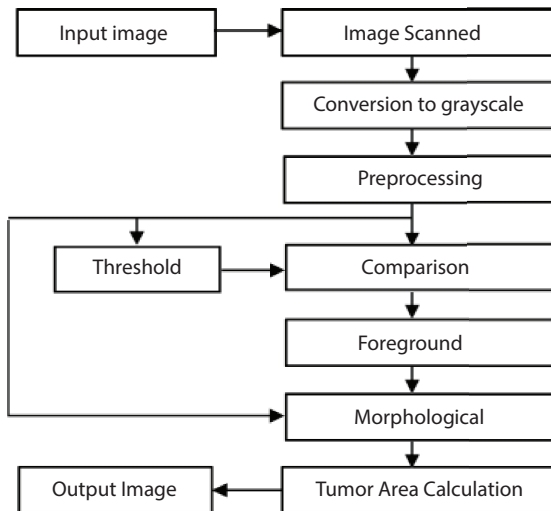 Input image
Image Scanned
Conversion to grayscale
Preprocessing
Threshold
Comparison
Foreground
Morphological
Output Image
Tumor Area Calculation